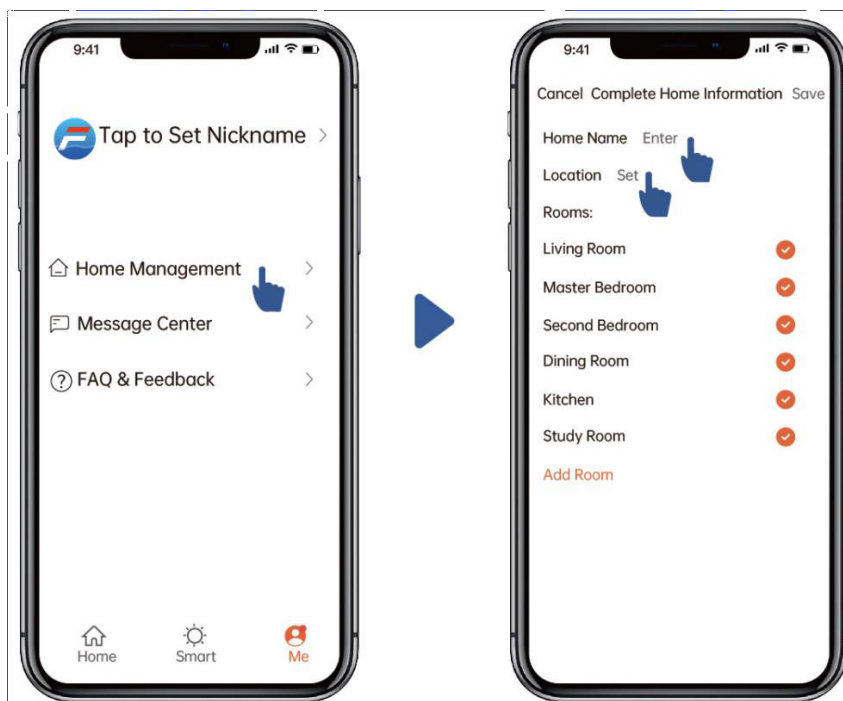 9:41
Tap to Set Nickname
Home Management
Message Center
FAQ & Feedback
Home Smart Me
9:41
Cancel Complete Home Information Save
Home Name Enter
Location Set
Rooms:
Living Room
Master Bedroom
Second Bedroom
Dining Room
Kitchen
Study Room
Add Room